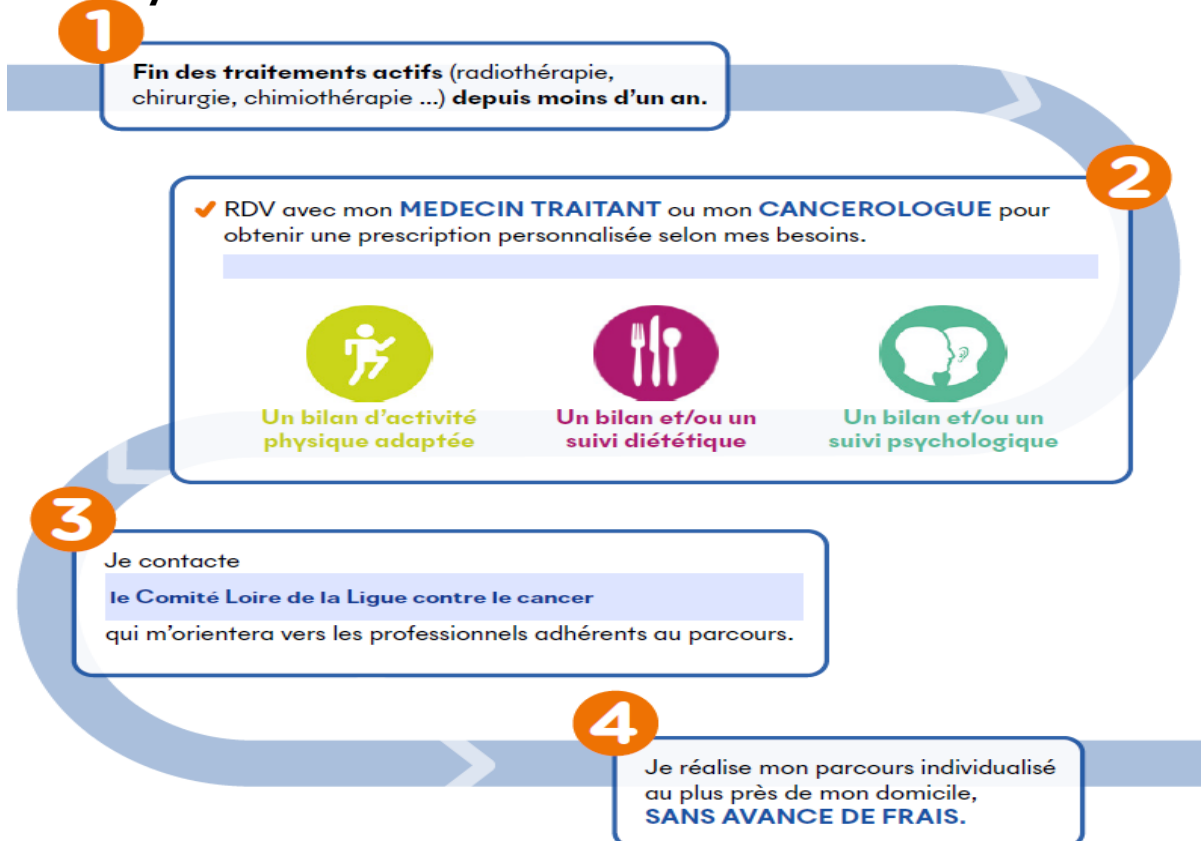 1
Fin des traitements actifs (radiothérapie,
chirurgie, chimiothérapie ...) depuis moins d'un an.
2
RDV avec mon MEDECIN TRAITANT ou mon CANCEROLOGUE pour
obtenir une prescription personnalisée selon mes besoins.
Un bilan d'activité
physique adaptée
Un bilan et/ou un
suivi diététique
Un bilan et/ou un
suivi psychologique
3
Je contacte
le Comité Loire de la Ligue contre le cancer
qui m'orientera vers les professionnels adhérents au parcours.
4
Je réalise mon parcours individualisé
au plus près de mon domicile,
SANS AVANCE DE FRAIS.